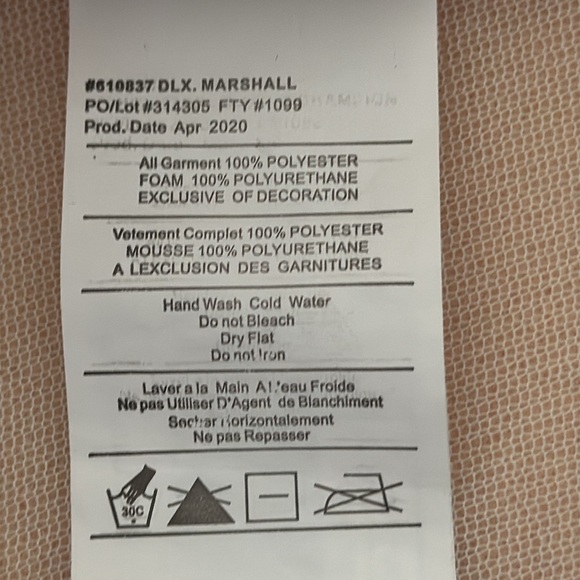 #610837 DLX. MARSHALL
PO/Lot #314305 FTY #1099
Prod. Date Apr 2020
All Garment 100% POLYESTER
FOAM 100% POLYURETHANE
EXCLUSIVE OF DECORATION
Vetement Complet 100% POLYESTER
MOUSSE 100% POLYURETHANE
A LEXCLUSION DES GARNITURES
Hand Wash Cold Water
Do not Bleach
Dry Flat
Do not Iron
Laver a la Main A L'eau Froide
Ne pas Utiliser D'Agent de Blanchiment
Sechar Horizontalement
Ne pas Repasser
30C